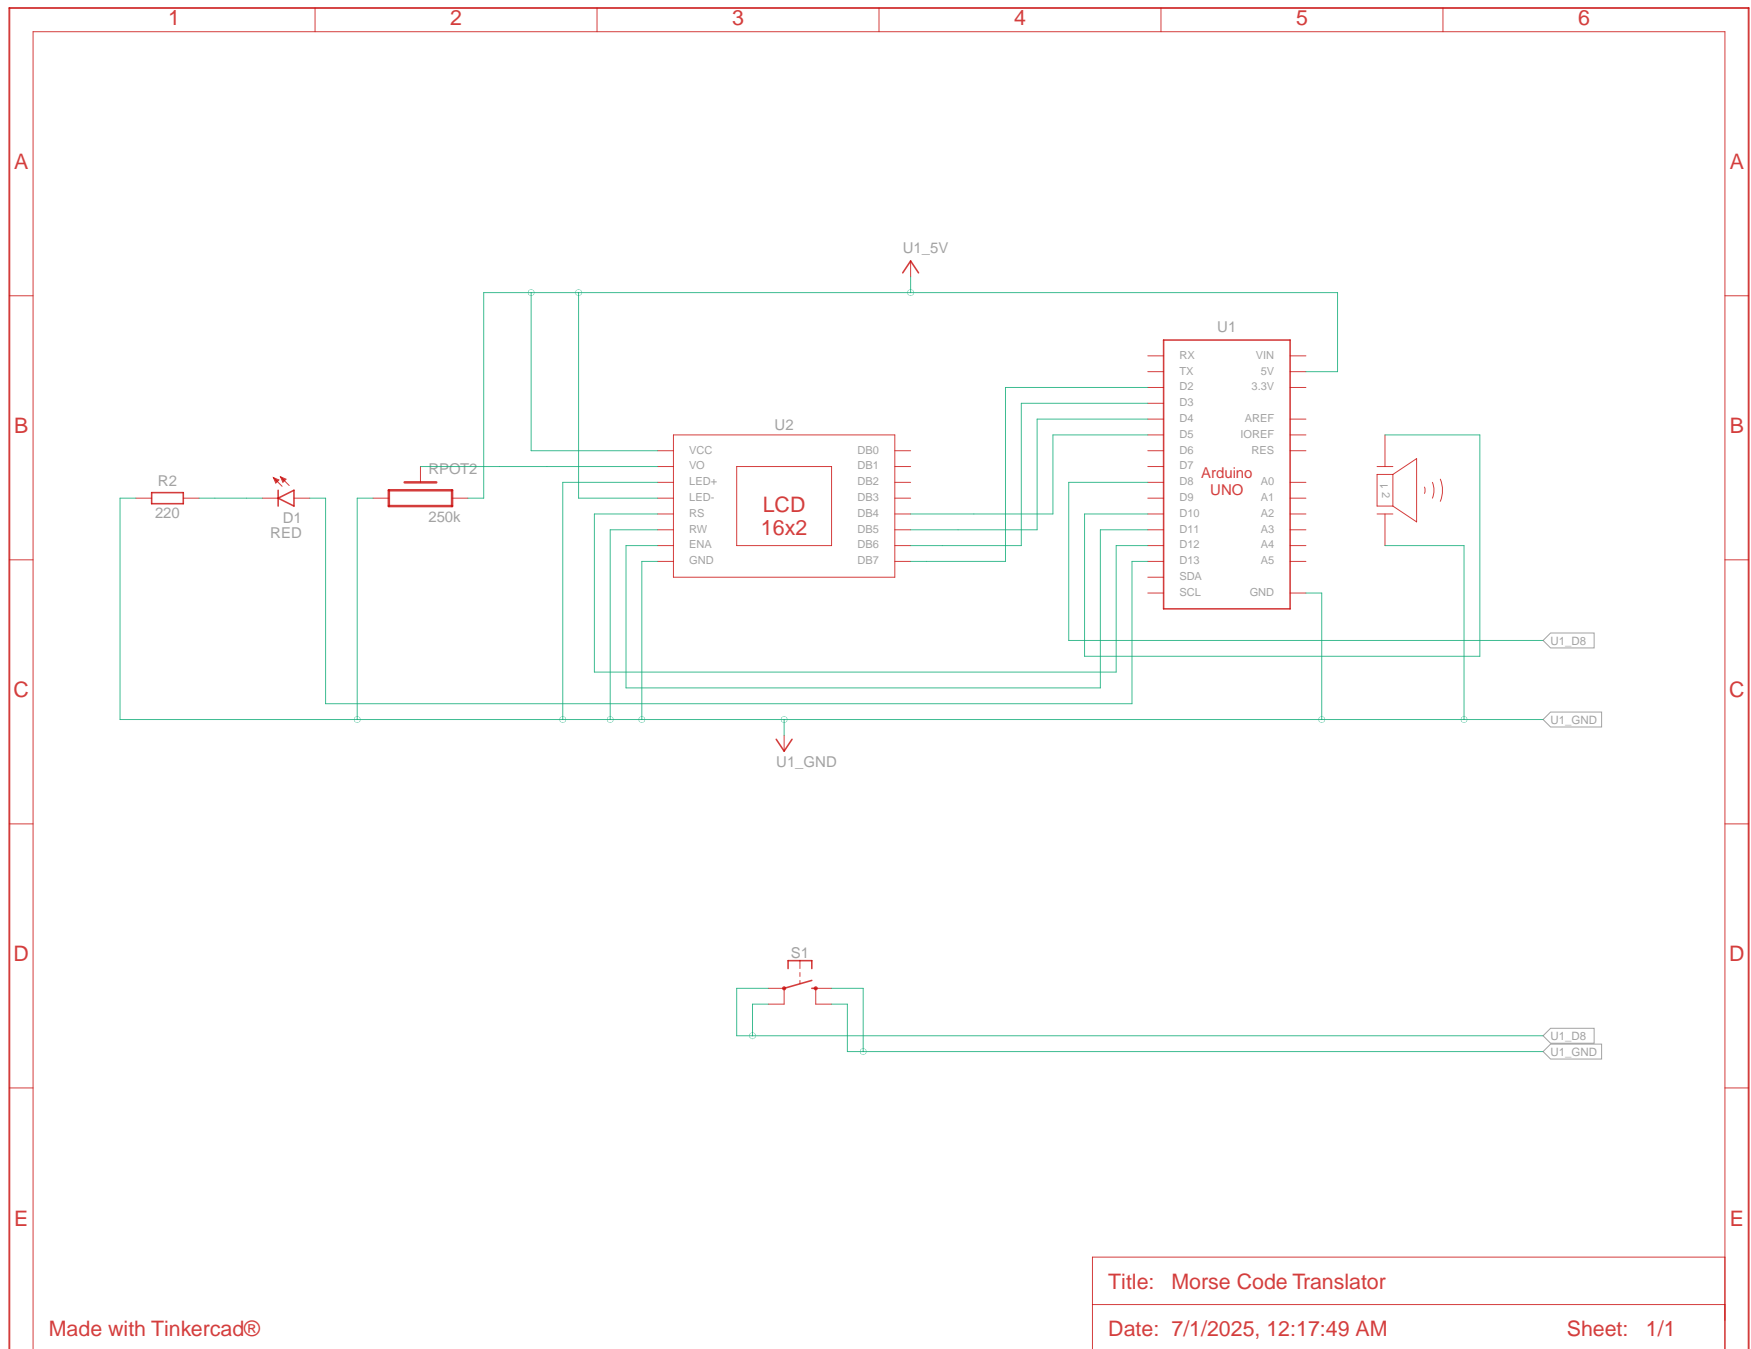 1 2 3 4 5 6
A A
U1_5V
U1
RX VIN
TX 5V
D2 3.3V
D3
D4 AREF
D5 IOREF
D6 RES
D7
D8 A0
D9 A1
D10 A2
D11 A3
D12 A4
D13 A5
SDA
SCL GND
Arduino
UNO
B B
U2
VCC DB0
VO DB1
LED+ DB2
LED- DB3
RS DB4
RW DB5
ENA DB6
GND DB7
LCD
16x2
R2
220
D1
RED
RPOT2
250k
1 2
U1_D8
C C
U1_GND
U1_GND
D D
S1
U1_D8
U1_GND
E E
Title: Morse Code Translator
Made with Tinkercad®
Date: 7/1/2025, 12:17:49 AM Sheet: 1/1